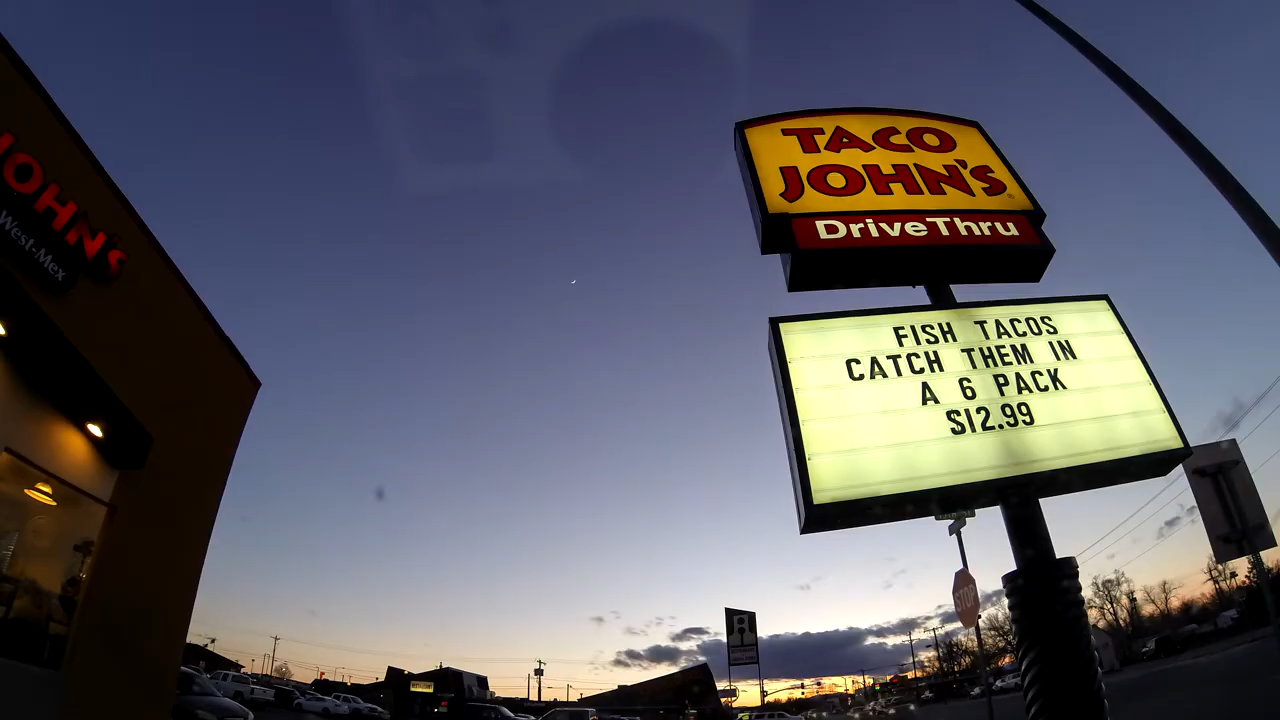 JOHN'S
West-Mex
TACO
JOHN'S®
DriveThru
FISH TACOS
CATCH THEM IN
A 6 PACK
$12.99
STOP